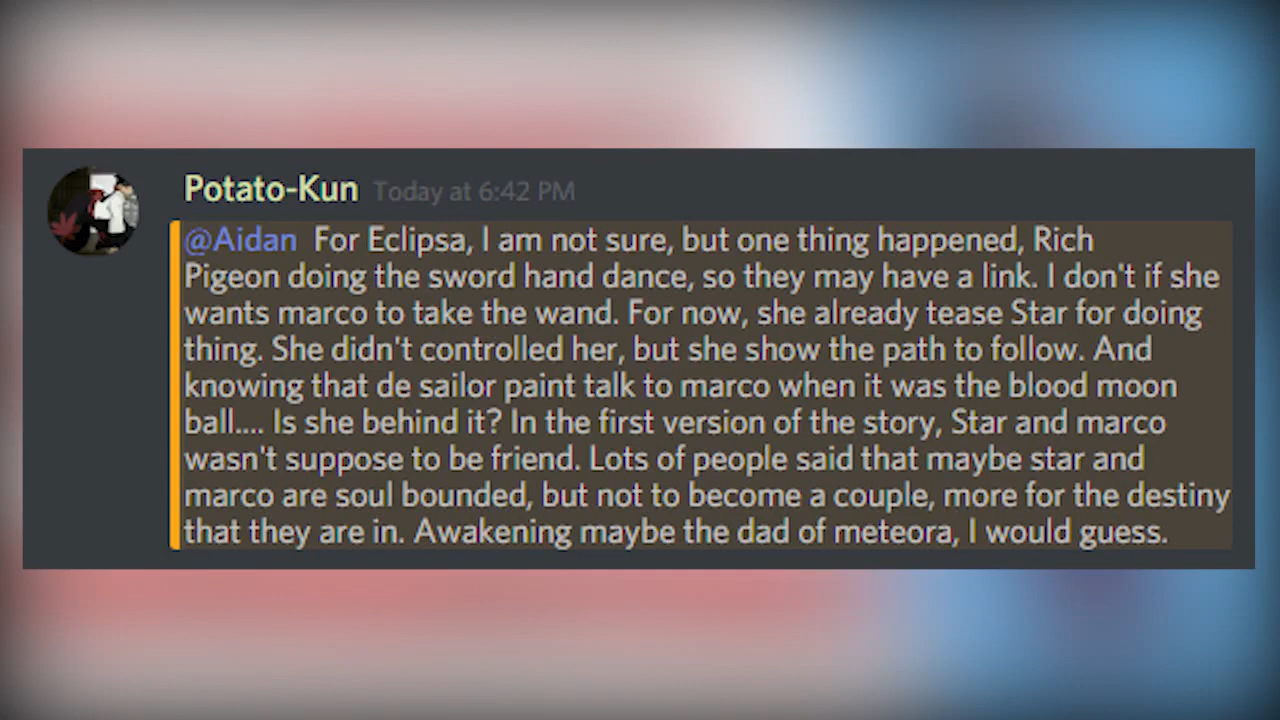 Potato-Kun Today at 6:42 PM
@Aidan For Eclipsa, I am not sure, but one thing happened, Rich
Pigeon doing the sword hand dance, so they may have a link. I don't if she
wants marco to take the wand. For now, she already tease Star for doing
thing. She didn't controlled her, but she show the path to follow. And
knowing that de sailor paint talk to marco when it was the blood moon
ball.... Is she behind it? In the first version of the story, Star and marco
wasn't suppose to be friend. Lots of people said that maybe star and
marco are soul bounded, but not to become a couple, more for the destiny
that they are in. Awakening maybe the dad of meteora, I would guess.